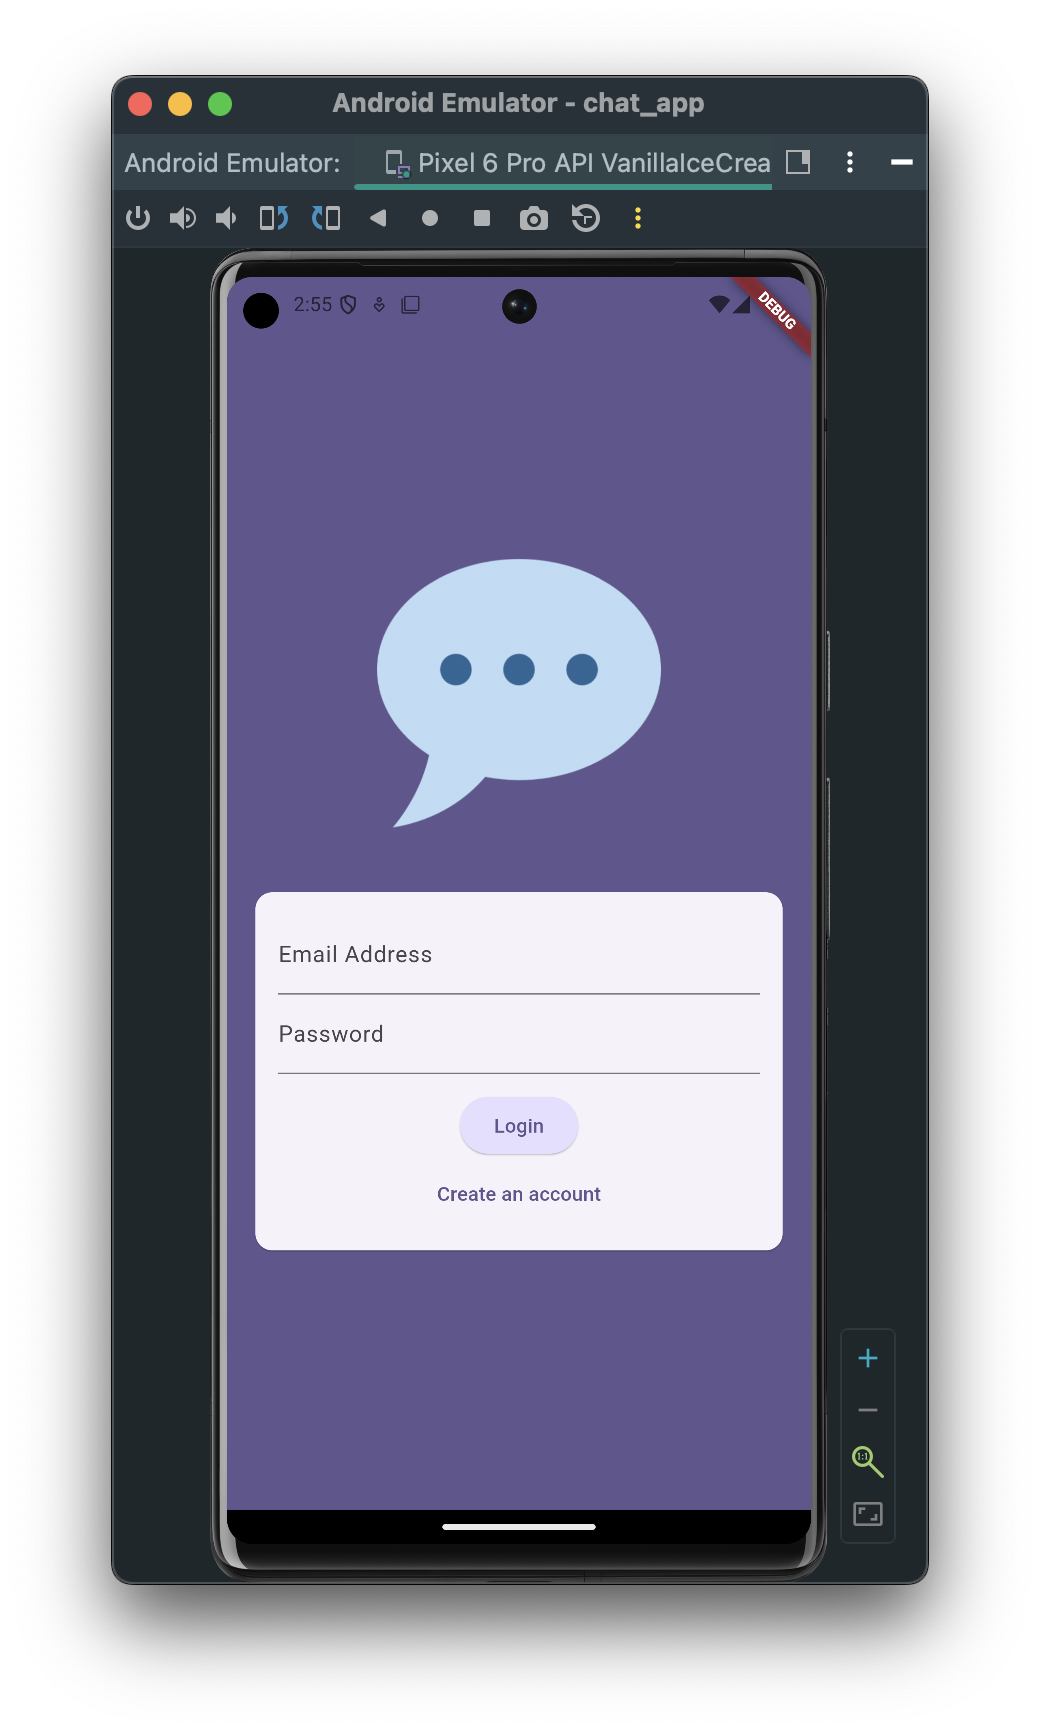 Android Emulator - chat_app
Android Emulator: Pixel 6 Pro API VanillaIceCrea
2:55
DEBUG
Email Address
Password
Login
Create an account
1:1